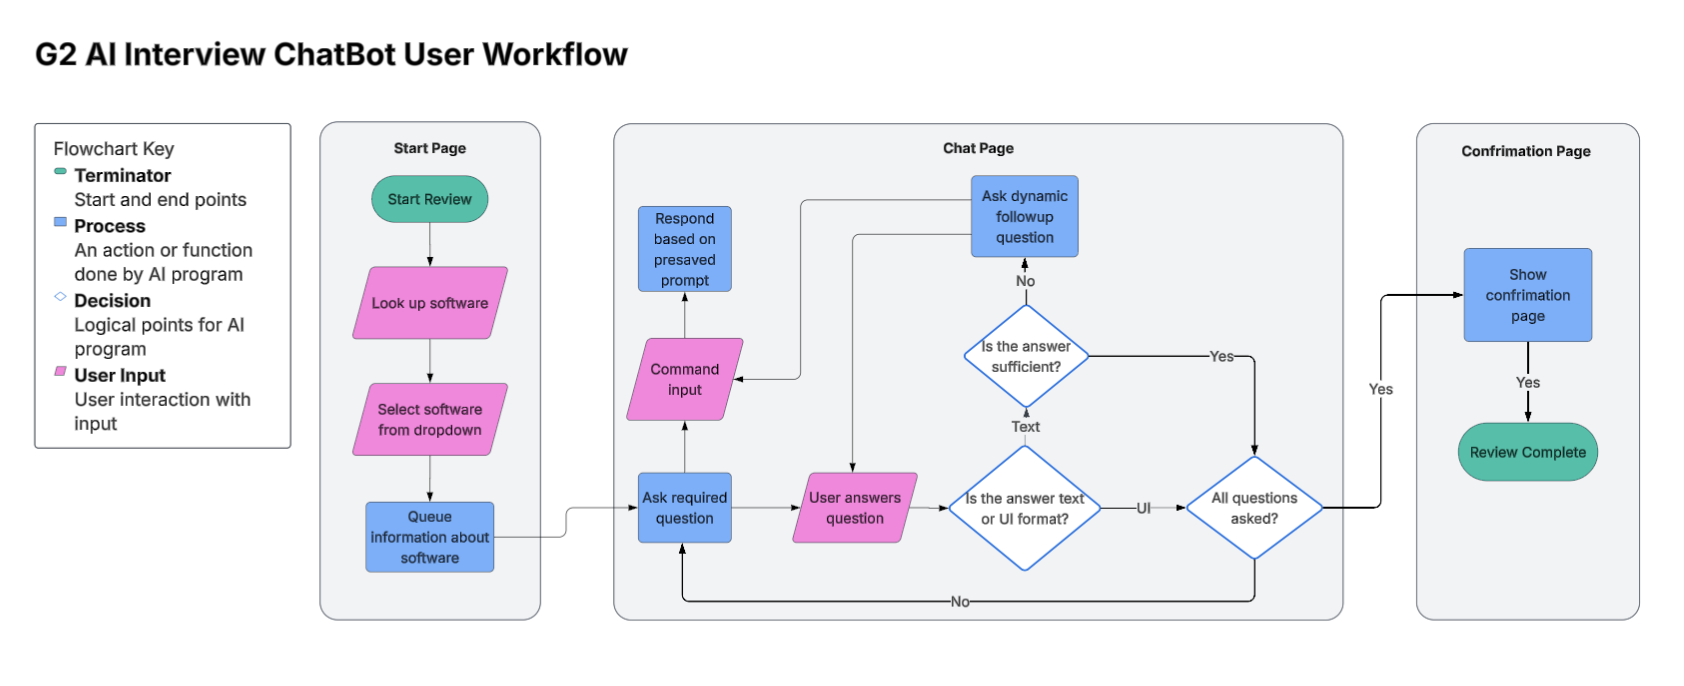 G2 AI Interview ChatBot User Workflow
Flowchart Key
Terminator
Start and end points
Process
An action or function
done by AI program
Decision
Logical points for AI
program
User Input
User interaction with
input
Start Page
Start Review
Look up software
Select software
from dropdown
Queue
information about
software
Chat Page
Respond
based on
presaved
prompt
Command
input
Ask required
question
Ask dynamic
followup
question
No
Is the answer
sufficient?
Yes
Text
User answers
question
Is the answer text
or UI format?
UI
All questions
asked?
No
Yes
Confrimation Page
Show
confrimation
page
Yes
Review Complete